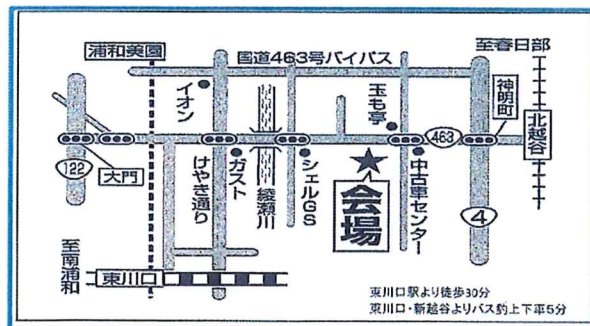 浦和美園
国道463号バイパス
至春日部
イオン
玉も亭
神明町
北越谷
463
122
大門
けやき通り
ガスト
綾瀬川
シェルGS
会場
中古車センター
4
至南浦和
東川口
東川口駅より徒歩30分
東川口・新越谷よりバス釣上下車5分